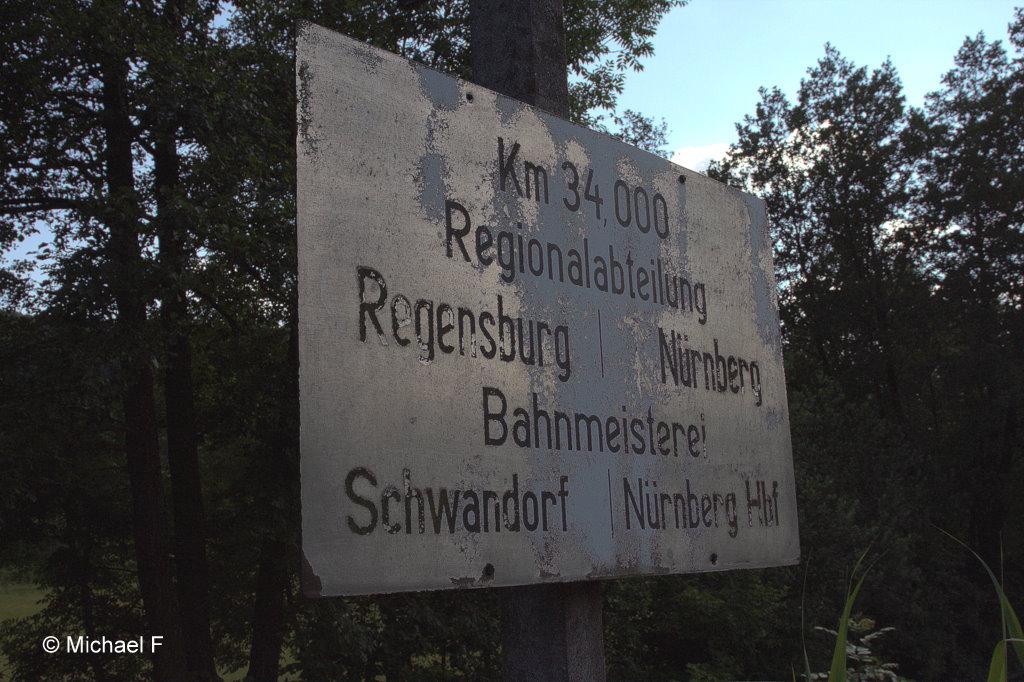 Km 34,000
Regionalabteilung
Regensburg | Nürnberg
Bahnmeisterei
Schwandorf | Nürnberg Hbf
© Michael F